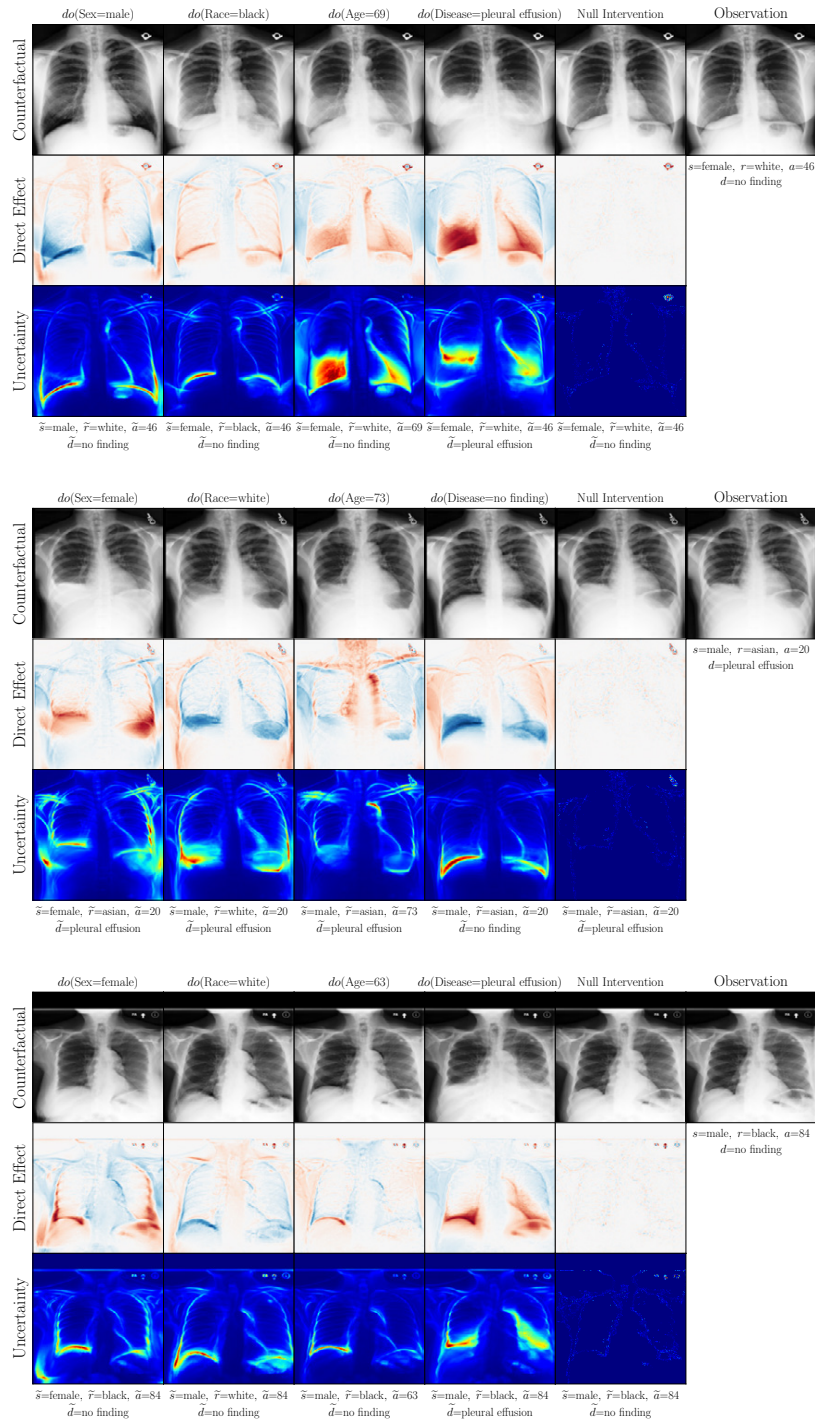 do(Sex=male) do(Race=black) do(Age=69) do(Disease=pleural effusion) Null Intervention Observation
Counterfactual
s=female, r=white, a=46
d=no finding
Direct Effect
Uncertainty
s̃=male, r̃=white, ã=46 s̃=female, r̃=black, ã=46 s̃=female, r̃=white, ã=69 s̃=female, r̃=white, ã=46 s̃=female, r̃=white, ã=46
d̃=no finding d̃=no finding d̃=no finding d̃=pleural effusion d̃=no finding
do(Sex=female) do(Race=white) do(Age=73) do(Disease=no finding) Null Intervention Observation
Counterfactual
s=male, r=asian, a=20
d=pleural effusion
Direct Effect
Uncertainty
s̃=female, r̃=asian, ã=20 s̃=male, r̃=white, ã=20 s̃=male, r̃=asian, ã=73 s̃=male, r̃=asian, ã=20 s̃=male, r̃=asian, ã=20
d̃=pleural effusion d̃=pleural effusion d̃=pleural effusion d̃=no finding d̃=pleural effusion
do(Sex=female) do(Race=white) do(Age=63) do(Disease=pleural effusion) Null Intervention Observation
Counterfactual
s=male, r=black, a=84
d=no finding
Direct Effect
Uncertainty
s̃=female, r̃=black, ã=84 s̃=male, r̃=white, ã=84 s̃=male, r̃=black, ã=63 s̃=male, r̃=black, ã=84 s̃=male, r̃=black, ã=84
d̃=no finding d̃=no finding d̃=no finding d̃=pleural effusion d̃=no finding